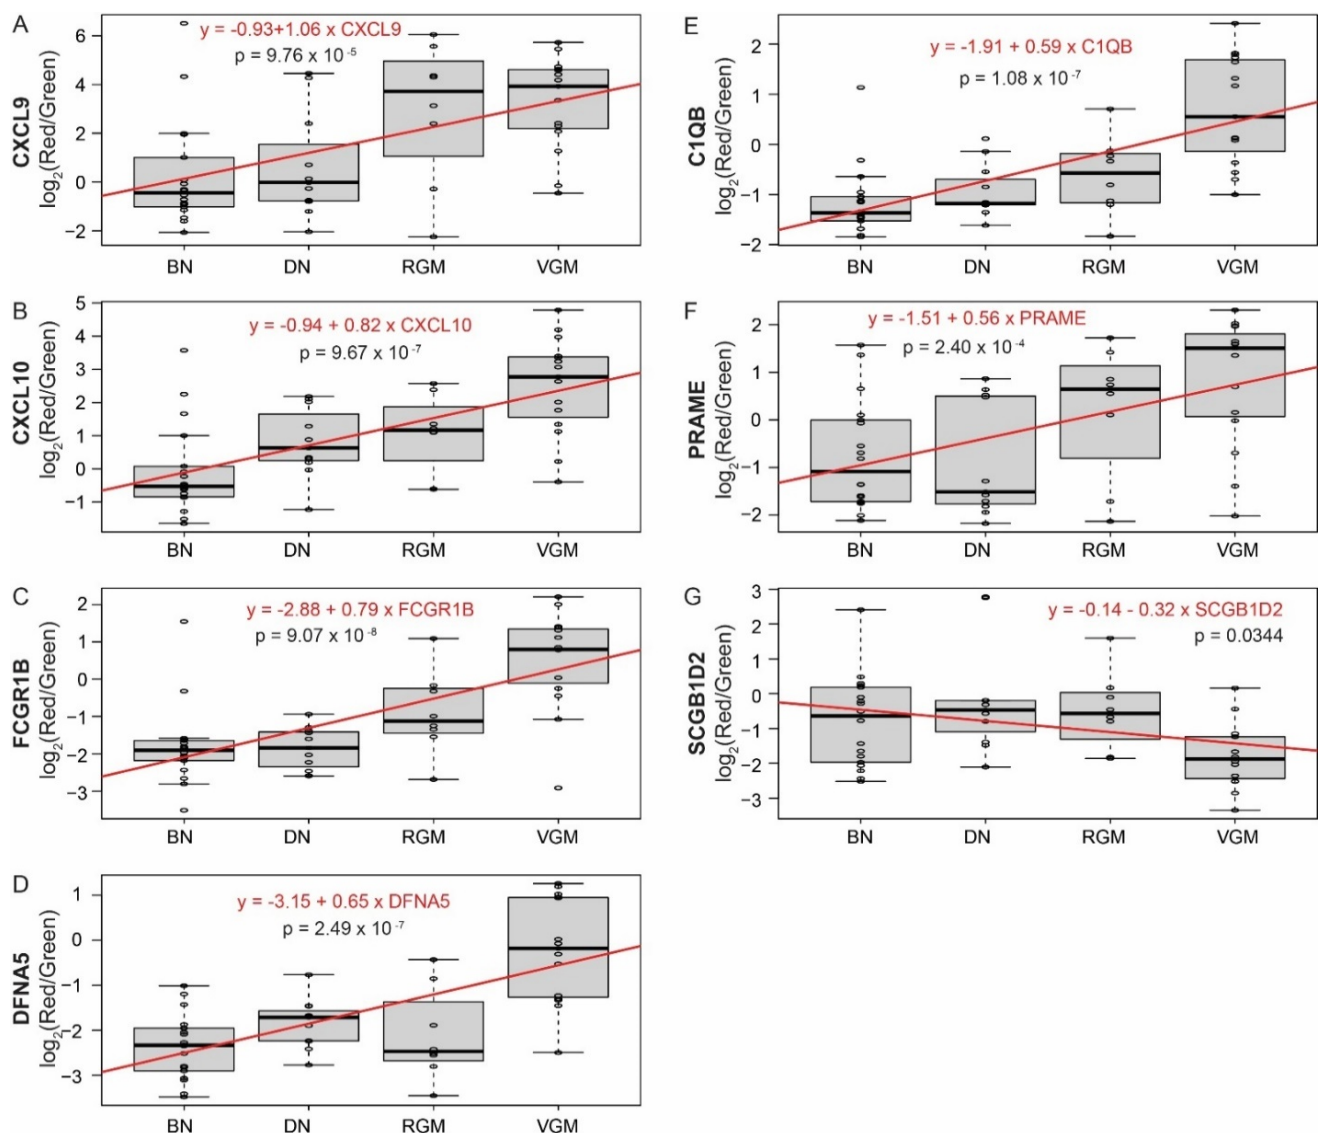 A
CXCL9
log2(Red/Green)
y = -0.93+1.06 x CXCL9
p = 9.76 x 10 -5
6
4
2
0
−2
BN DN RGM VGM
B
CXCL10
log2(Red/Green)
y = -0.94 + 0.82 x CXCL10
p = 9.67 x 10 -7
5
4
3
2
1
0
−1
BN DN RGM VGM
C
FCGR1B
log2(Red/Green)
y = -2.88 + 0.79 x FCGR1B
p = 9.07 x 10 -8
2
1
0
−1
−2
−3
BN DN RGM VGM
D
DFNA5
log2(Red/Green)
y = -3.15 + 0.65 x DFNA5
p = 2.49 x 10 -7
1
0
−1
−2
−3
BN DN RGM VGM
E
C1QB
log2(Red/Green)
y = -1.91 + 0.59 x C1QB
p = 1.08 x 10 -7
2
1
0
−1
−2
BN DN RGM VGM
F
PRAME
log2(Red/Green)
y = -1.51 + 0.56 x PRAME
p = 2.40 x 10 -4
2
1
0
−1
−2
BN DN RGM VGM
G
SCGB1D2
log2(Red/Green)
y = -0.14 - 0.32 x SCGB1D2
p = 0.0344
3
2
1
0
−1
−2
−3
BN DN RGM VGM